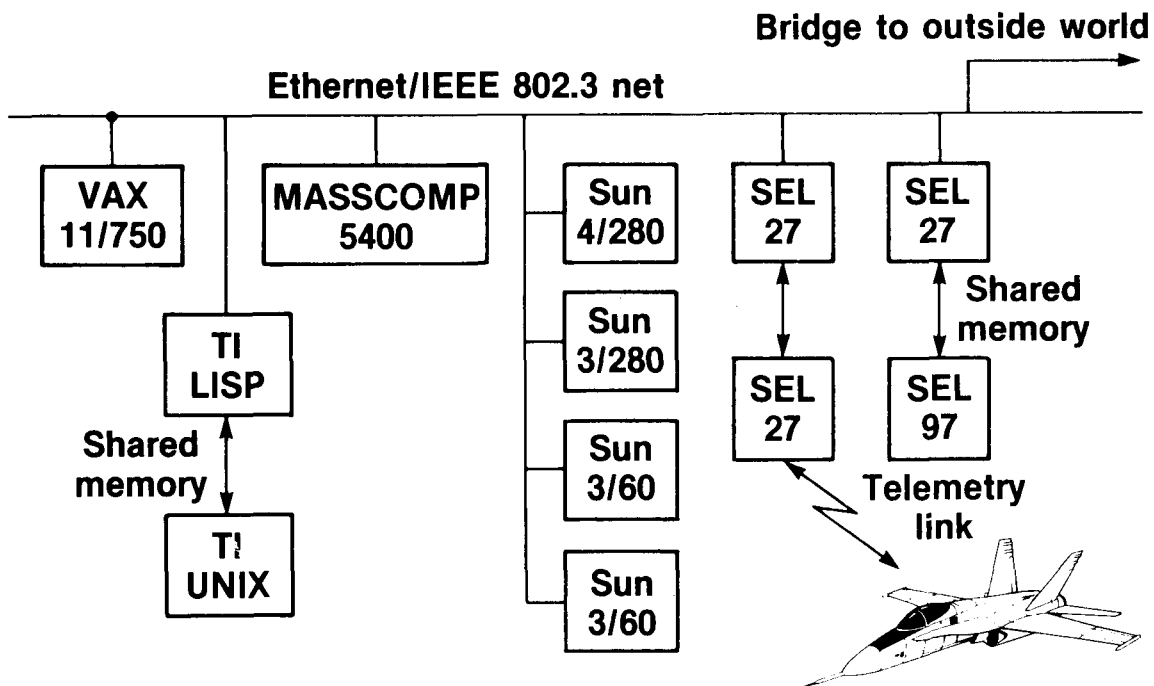 Bridge to outside world
Ethernet/IEEE 802.3 net
VAX
11/750
MASSCOMP
5400
Sun
4/280
SEL
27
SEL
27
TI
LISP
Sun
3/280
Shared
memory
SEL
27
SEL
97
Shared
memory
Sun
3/60
Telemetry
link
TI
UNIX
Sun
3/60